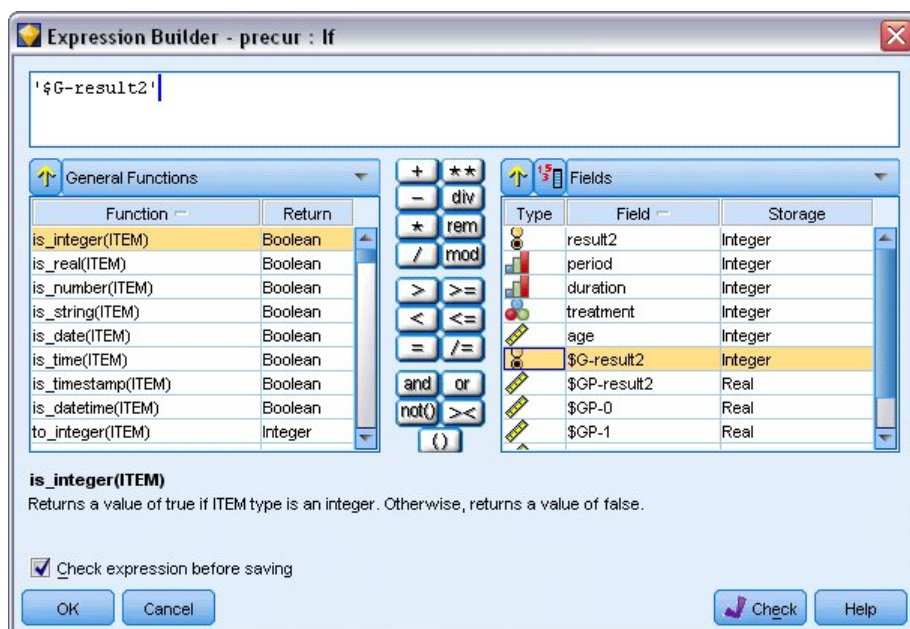 Expression Builder - precur : If
'$G-result2'
General Functions
Function Return
is_integer(ITEM) Boolean
is_real(ITEM) Boolean
is_number(ITEM) Boolean
is_string(ITEM) Boolean
is_date(ITEM) Boolean
is_time(ITEM) Boolean
is_timestamp(ITEM) Boolean
is_datetime(ITEM) Boolean
to_integer(ITEM) Integer
+ **
- div
* rem
/ mod
> >=
< <=
= /=
and or
not() ><
()
Fields
Type Field Storage
result2 Integer
period Integer
duration Integer
treatment Integer
age Integer
$G-result2 Integer
$GP-result2 Real
$GP-0 Real
$GP-1 Real
is_integer(ITEM)
Returns a value of true if ITEM type is an integer. Otherwise, returns a value of false.
Check expression before saving
OK Cancel Check Help